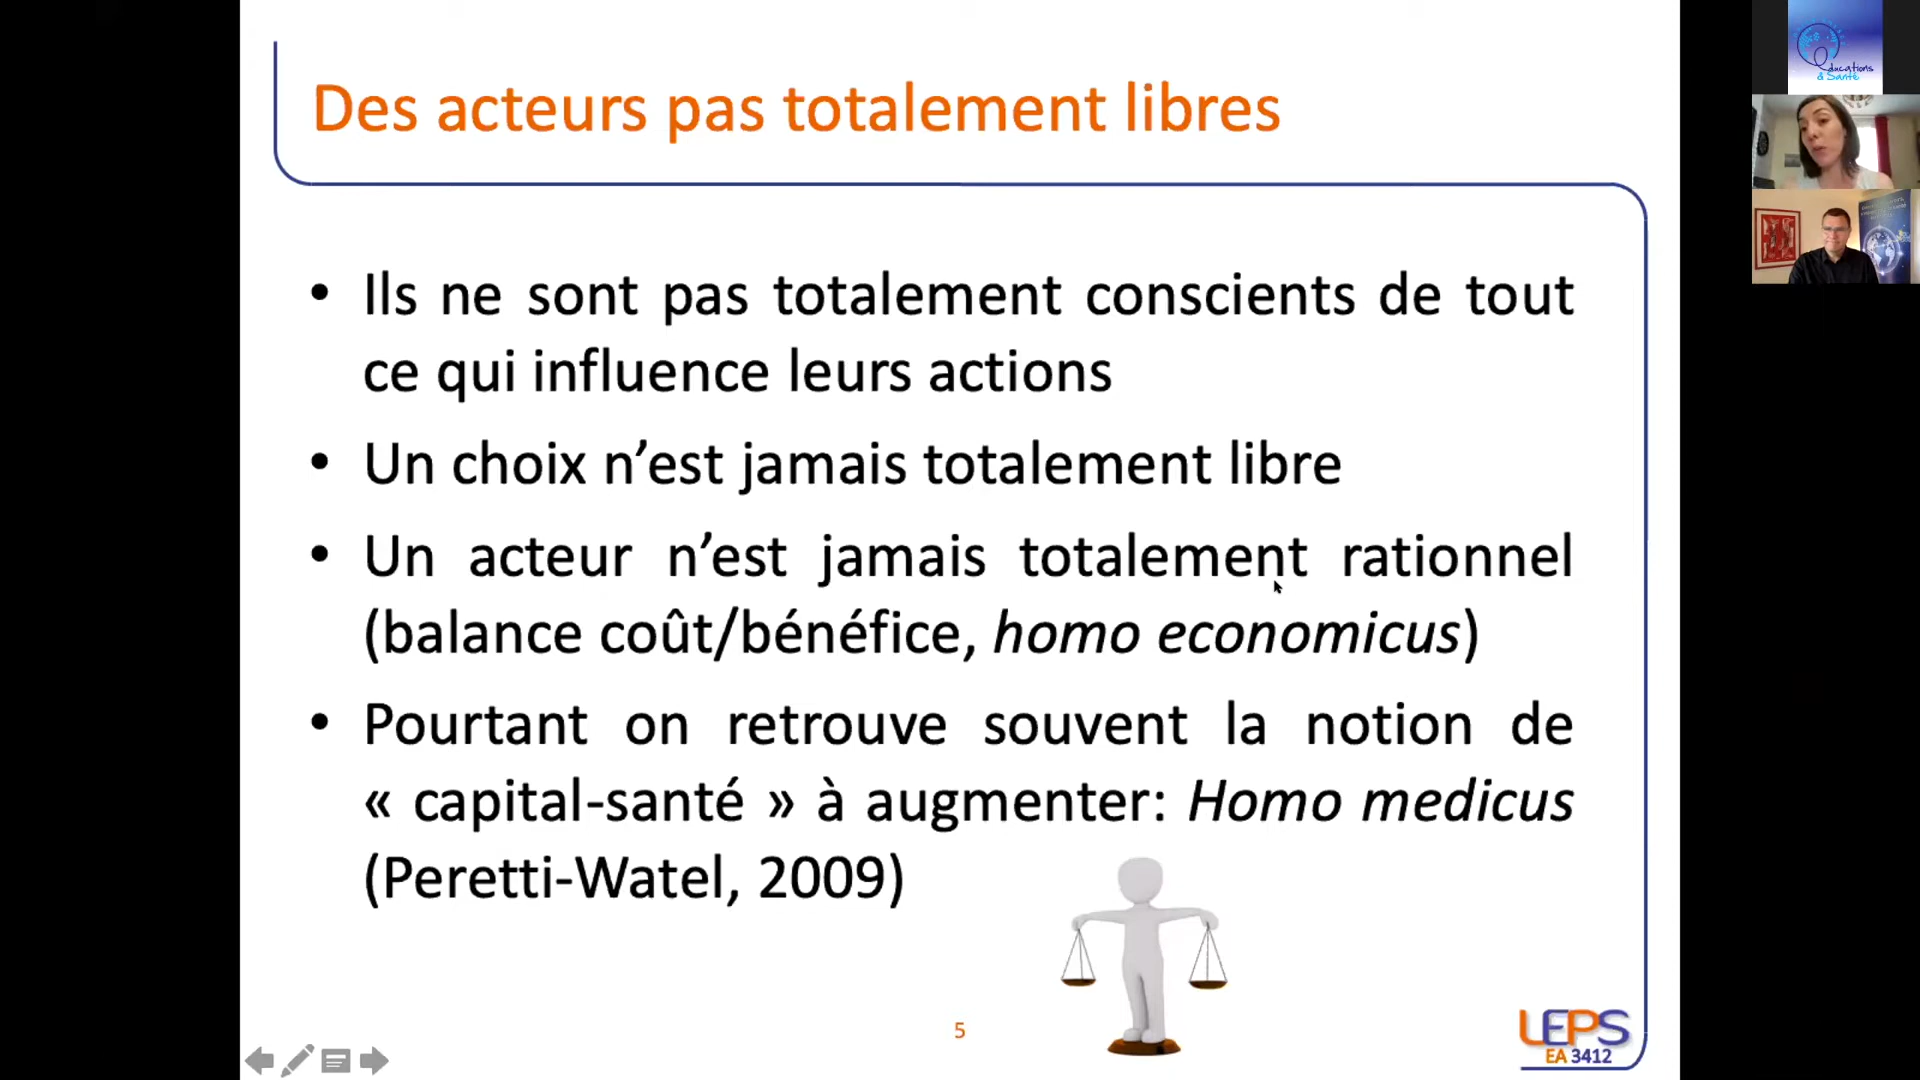 Des acteurs pas totalement libres
• Ils ne sont pas totalement conscients de tout
ce qui influence leurs actions
• Un choix n’est jamais totalement libre
• Un acteur n’est jamais totalement rationnel
(balance coût/bénéfice, homo economicus)
• Pourtant on retrouve souvent la notion de
« capital-santé » à augmenter: Homo medicus
(Peretti-Watel, 2009)
5
LEPS
EA 3412
Educations
& Santé